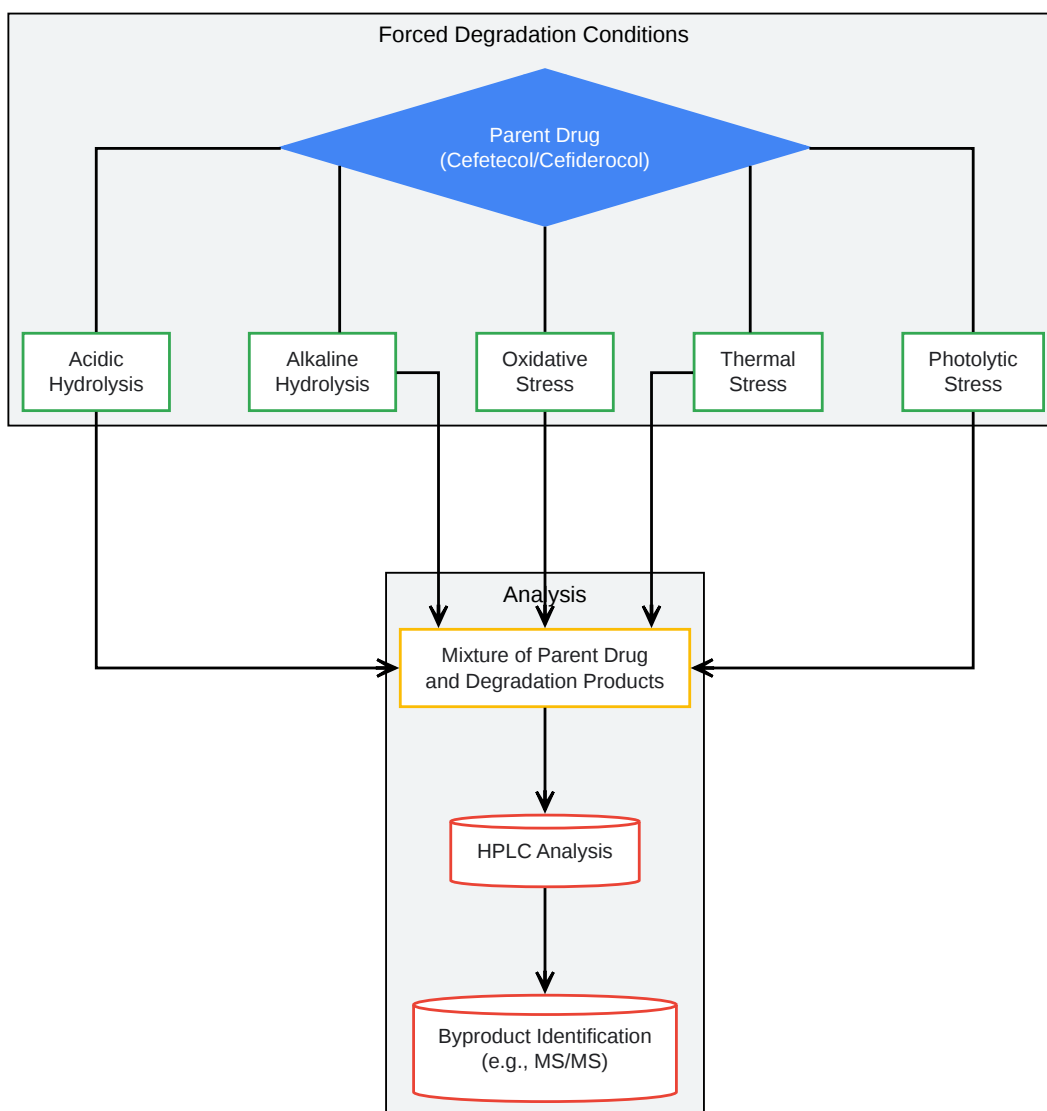 Forced Degradation Conditions
Parent Drug
(Cefetecol/Cefiderocol)
Acidic
Hydrolysis
Alkaline
Hydrolysis
Oxidative
Stress
Thermal
Stress
Photolytic
Stress
Analysis
Mixture of Parent Drug
and Degradation Products
HPLC Analysis
Byproduct Identification
(e.g., MS/MS)